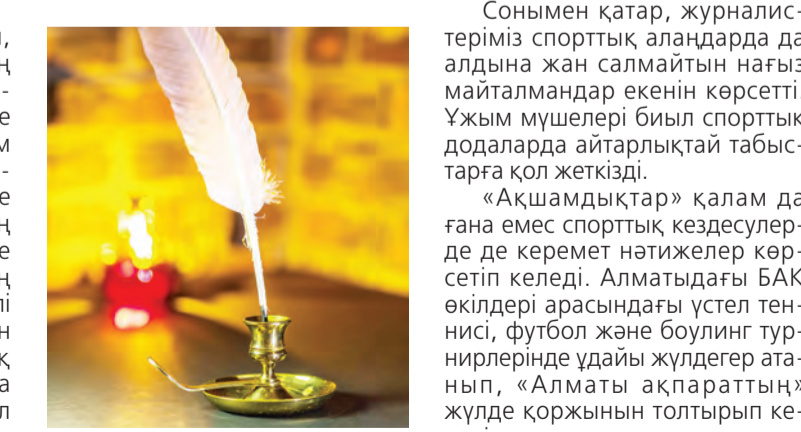 Сонымен қатар, журналис-
теріміз спорттық алаңдарда да
алдына жан салмайтын нағыз
майталмандар екенін көрсетті.
Ұжым мүшелері биыл спорттық
додаларда айтарлықтай табыс-
тарға қол жеткізді.
«Ақшамдықтар» қалам да
ғана емес спорттық кездесулер-
де де керемет нәтижелер көр-
сетіп келеді. Алматыдағы БАҚ
өкілдері арасындағы үстел тен-
нисі, футбол және боулинг тур-
нирлерінде ұдайы жүлдегер ата-
нып, «Алматы ақпараттың»
жүлде қоржынын толтырып ке-